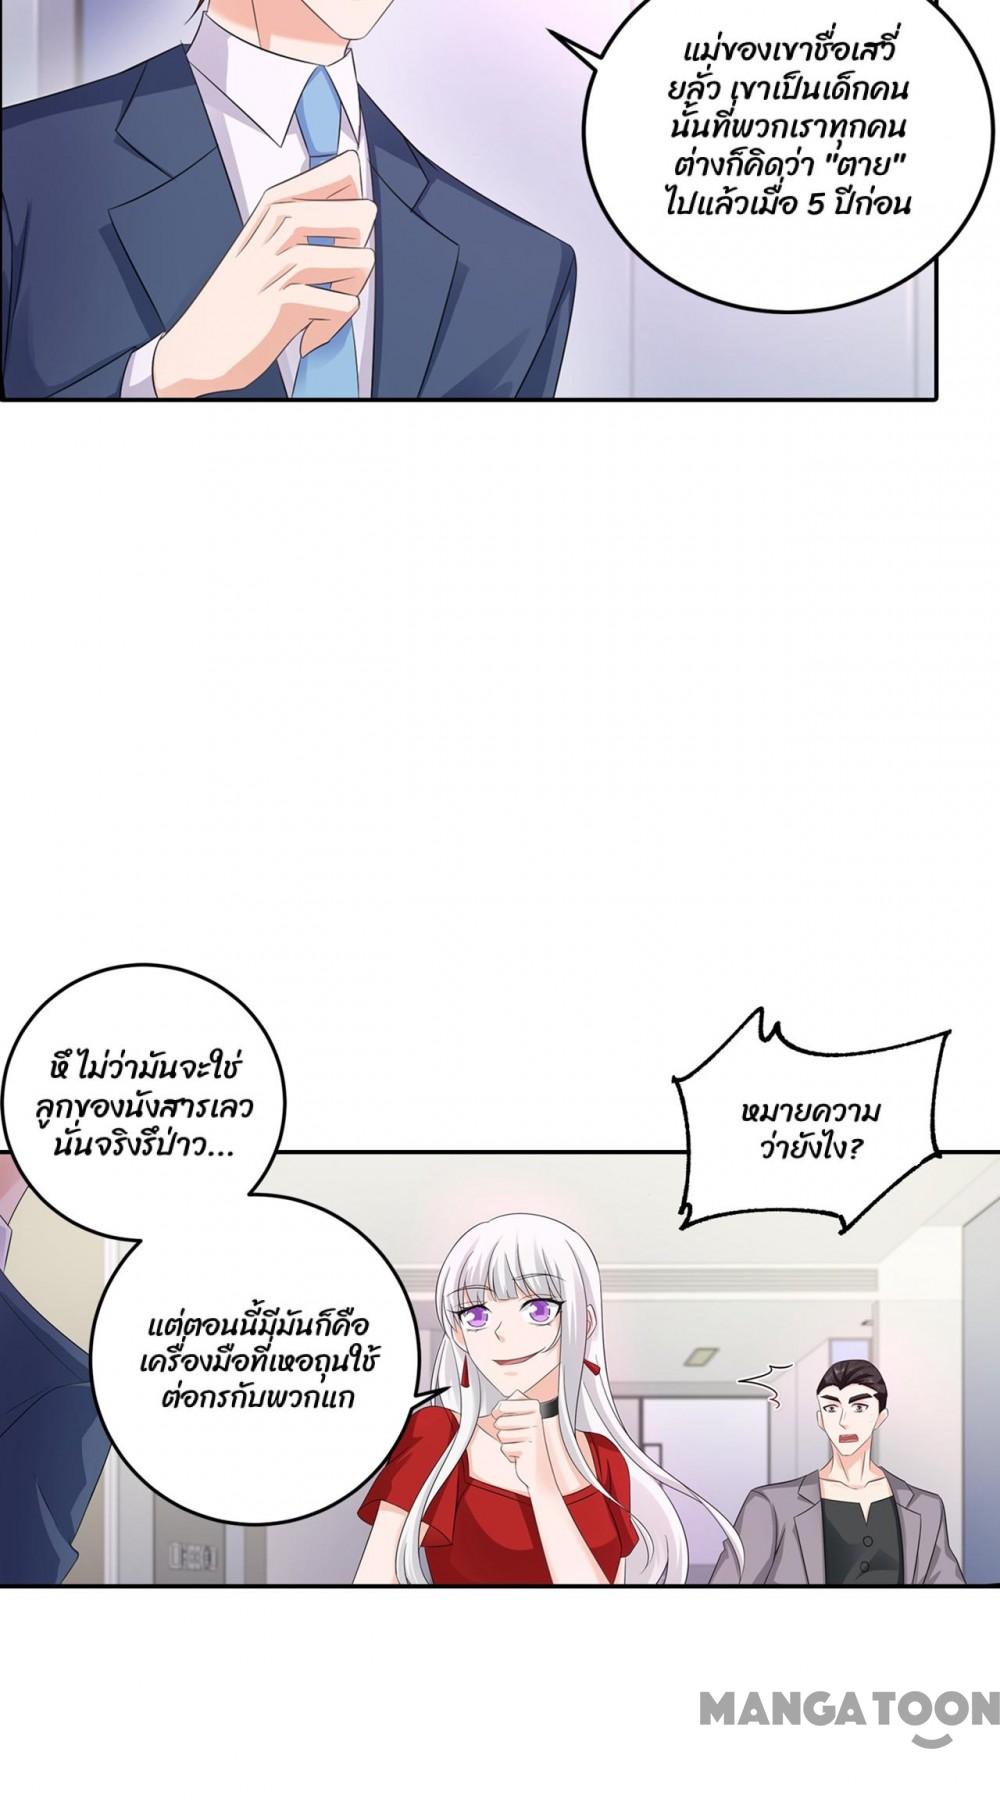 แม่ของเขาชื่อเสวี่
ยลั่ว เขาเป็นเด็กคน
นั้นที่พวกเราทุกคน
ต่างก็คิดว่า "ตาย"
ไปแล้วเมื่อ 5 ปีก่อน
หึ ไม่ว่ามันจะใช่
ลูกของนังสารเลว
นั่นจริงรึป่าว...
หมายความ
ว่ายังไง?
แต่ตอนนี้มีมันก็คือ
เครื่องมือที่เหอถุนใช้
ต่อกรกับพวกแก
MANGATOON